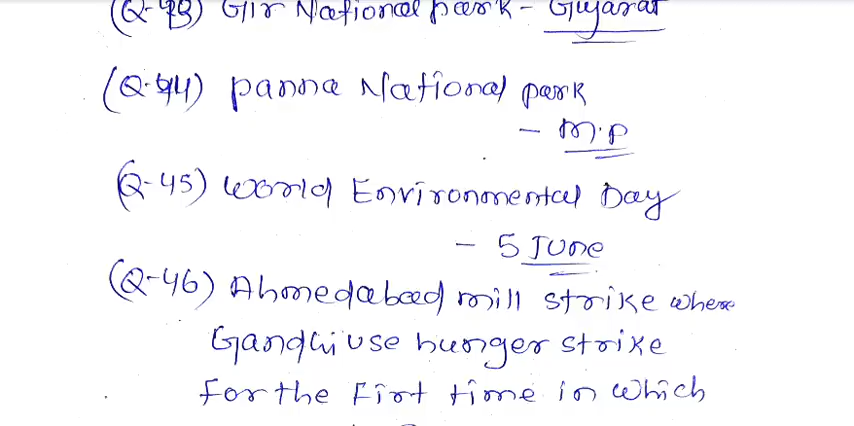 (Q-43) Gir National park - Gujarat
(Q-44) panna National park
- M.P
(Q-45) World Environmental Day
- 5 June
(Q-46) Ahmedabad mill strike where
Gandhi use hunger strike
For the First time in which